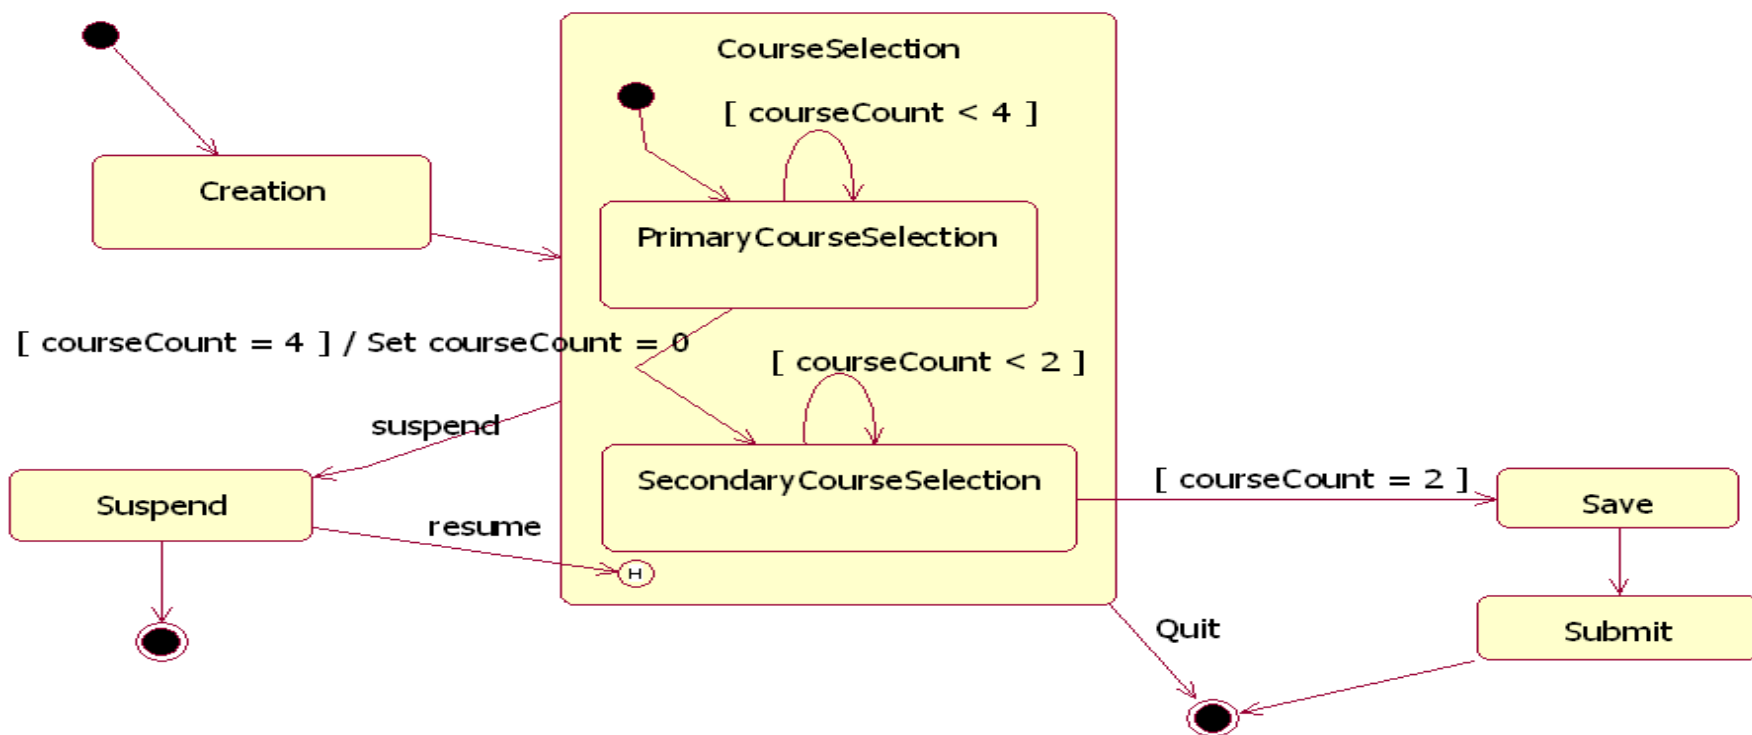 CourseSelection
[ courseCount < 4 ]
Creation
PrimaryCourseSelection
[ courseCount = 4 ] / Set courseCount = 0
[ courseCount < 2 ]
suspend
SecondaryCourseSelection
[ courseCount = 2 ]
Suspend
Save
resume
H
Quit
Submit